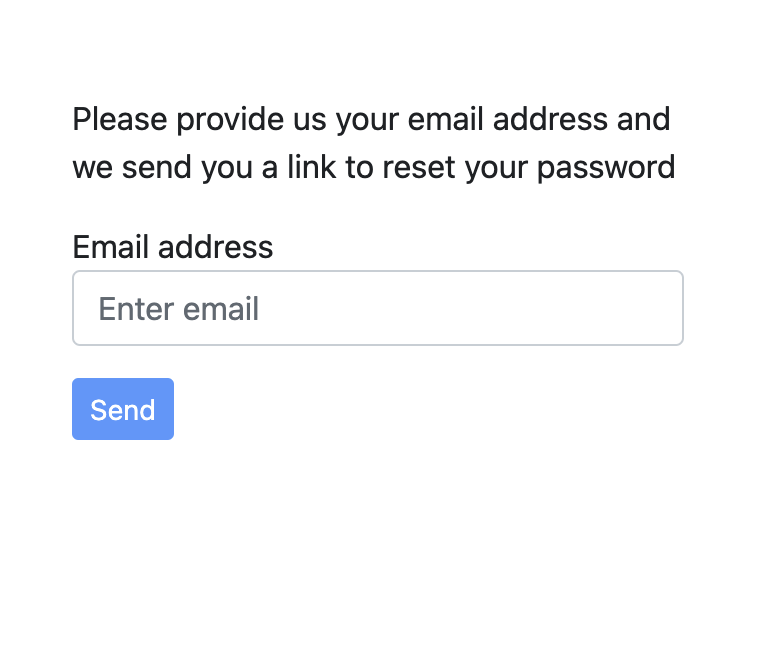 Please provide us your email address and
we send you a link to reset your password
Email address
Enter email
Send